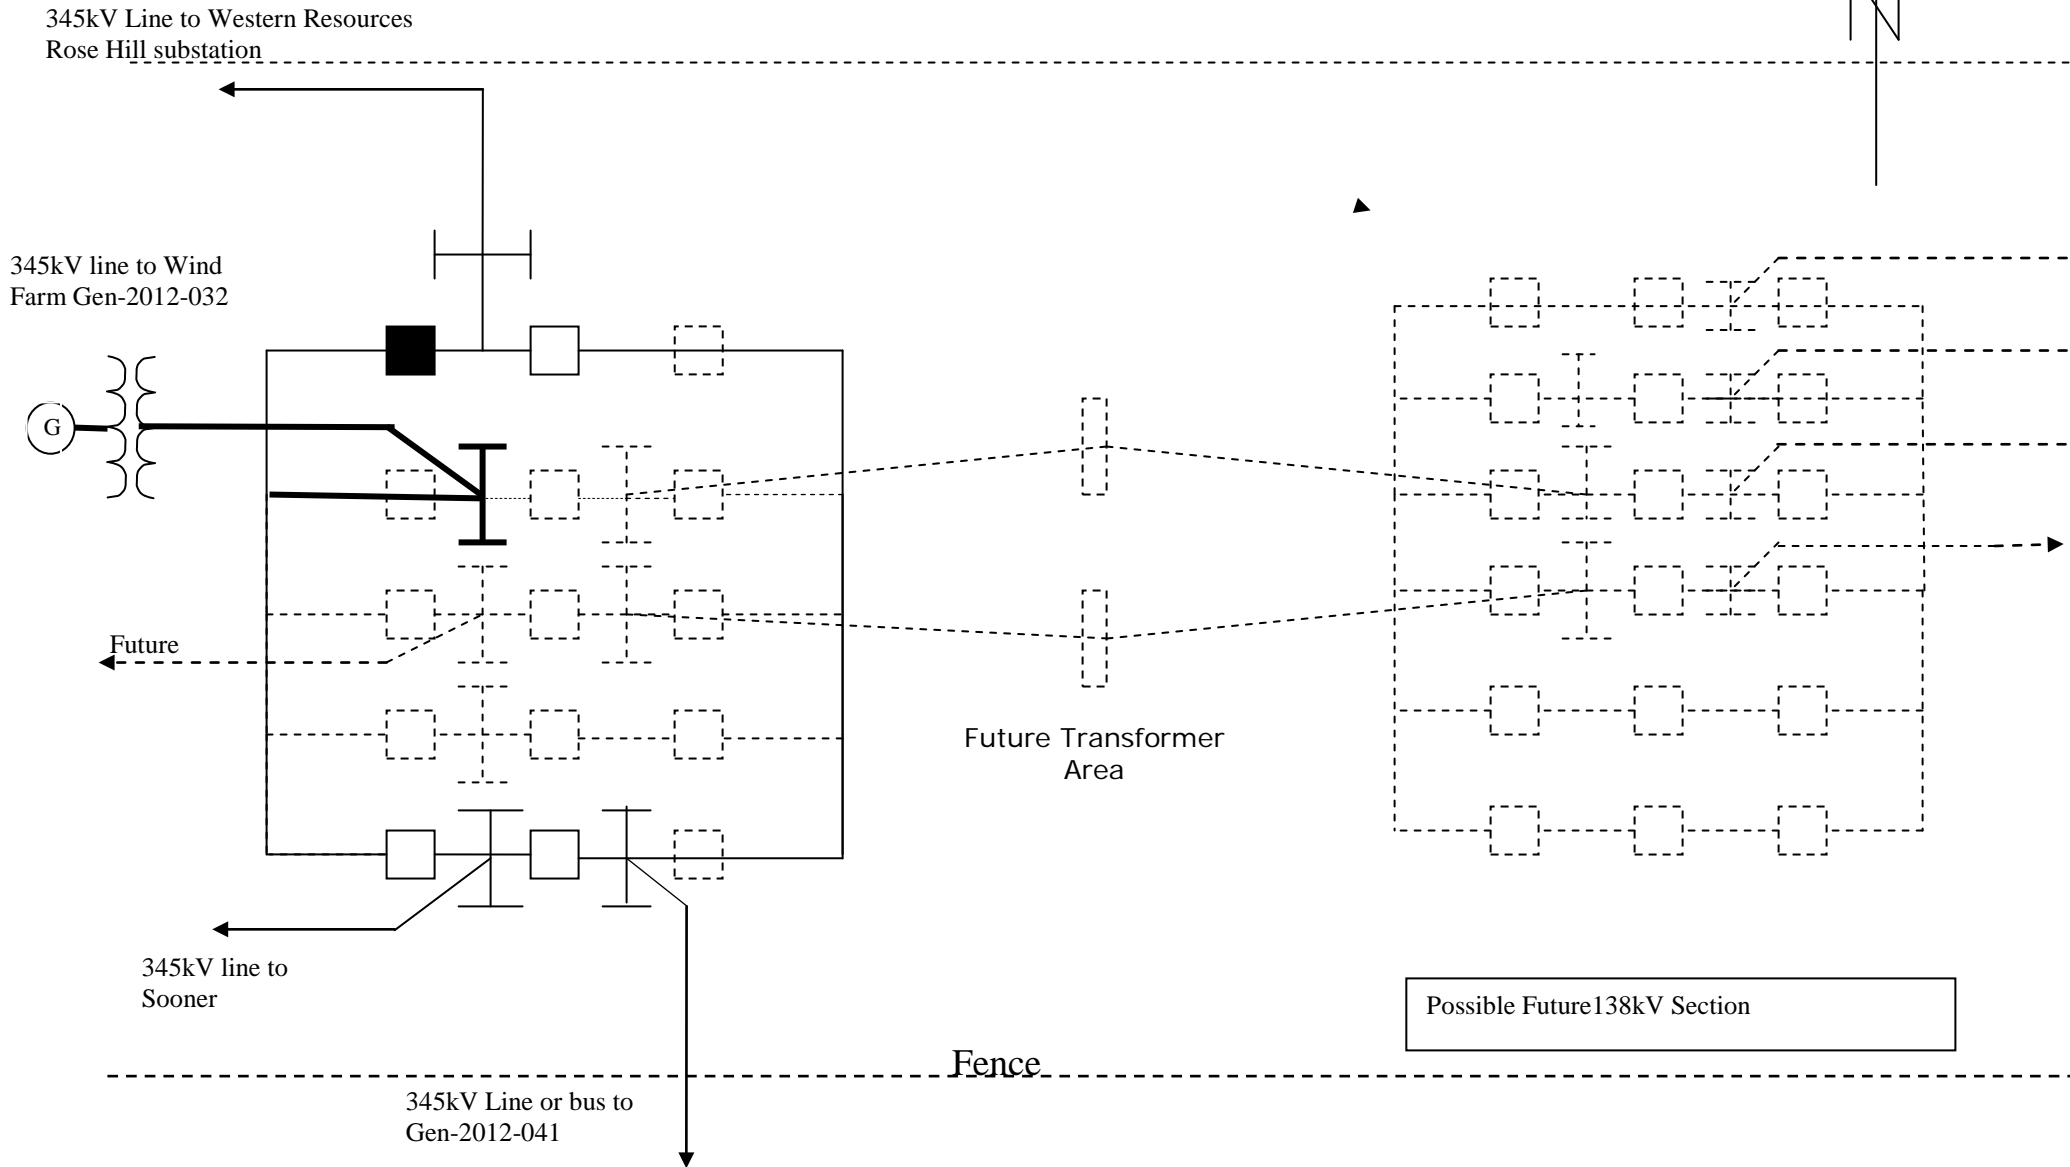 345kV Line to Western Resources
Rose Hill substation
N
345kV line to Wind
Farm Gen-2012-032
G
Future
Future Transformer
Area
345kV line to
Sooner
Possible Future138kV Section
Fence
345kV Line or bus to
Gen-2012-041